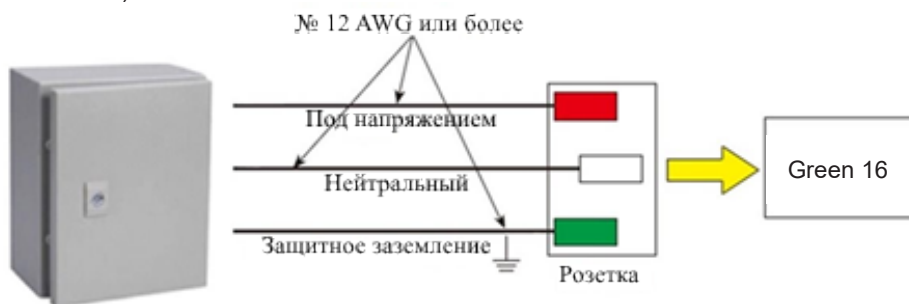 № 12 AWG или более
Под напряжением
Нейтральный
Green 16
Защитное заземление
Розетка